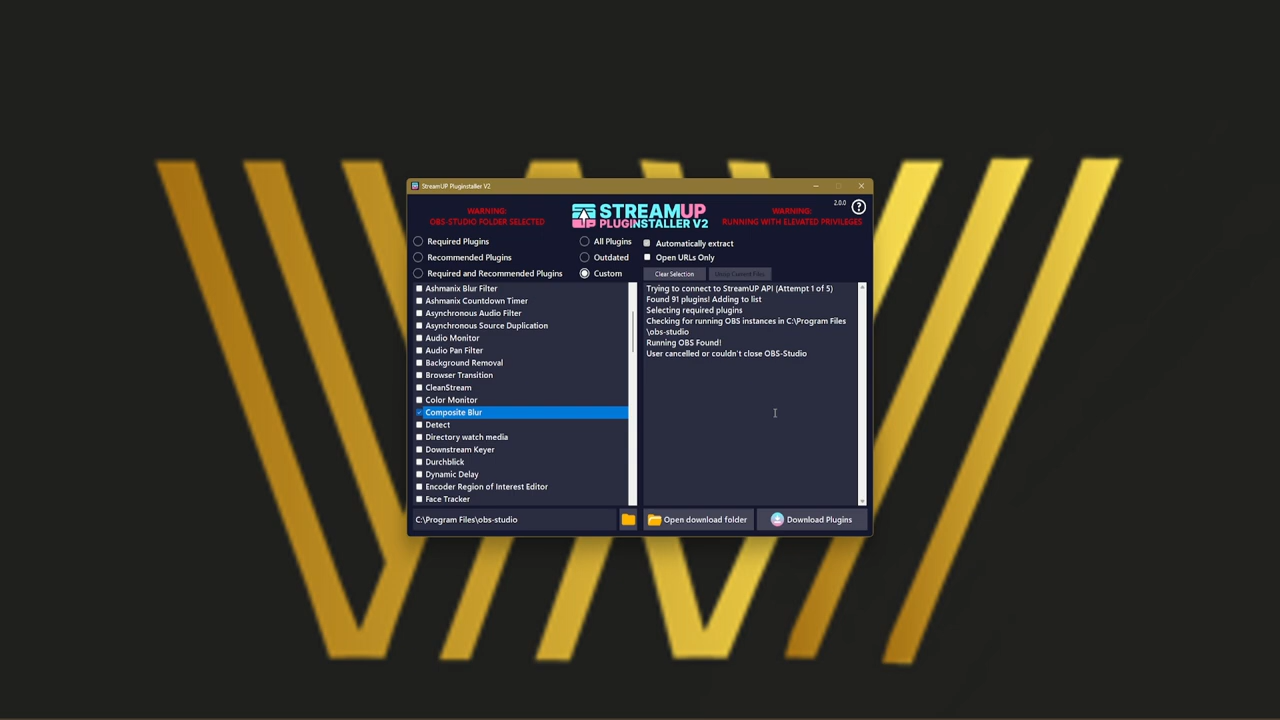 StreamUP Pluginstaller V2
WARNING:
OBS-STUDIO FOLDER SELECTED
STREAMUP
PLUGINSTALLER V2
2.0.0
WARNING:
RUNNING WITH ELEVATED PRIVILEGES
Required Plugins
All Plugins
Automatically extract
Recommended Plugins
Outdated
Open URLs Only
Required and Recommended Plugins
Custom
Clear Selection
Ashmanix Blur Filter
Ashmanix Countdown Timer
Asynchronous Audio Filter
Asynchronous Source Duplication
Audio Monitor
Audio Pan Filter
Background Removal
Browser Transition
CleanStream
Color Monitor
Composite Blur
Detect
Directory watch media
Downstream Keyer
Durchblick
Dynamic Delay
Encoder Region of Interest Editor
Face Tracker
Trying to connect to StreamUP API (Attempt 1 of 5)
Found 91 plugins! Adding to list
Selecting required plugins
Checking for running OBS instances in C:\Program Files
\obs-studio
Running OBS Found!
User cancelled or couldn't close OBS-Studio
C:\Program Files\obs-studio
Open download folder
Download Plugins